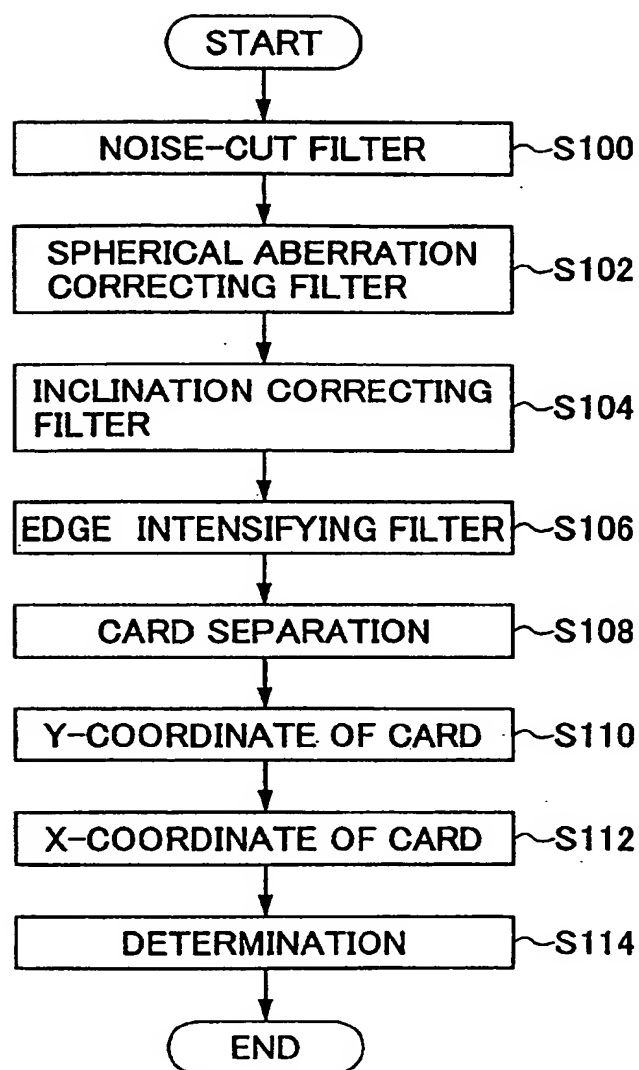 START
NOISE-CUT FILTER
S100
SPHERICAL ABERRATION
CORRECTING FILTER
S102
INCLINATION CORRECTING
FILTER
S104
EDGE INTENSIFYING FILTER
S106
CARD SEPARATION
S108
Y-COORDINATE OF CARD
S110
X-COORDINATE OF CARD
S112
DETERMINATION
S114
END